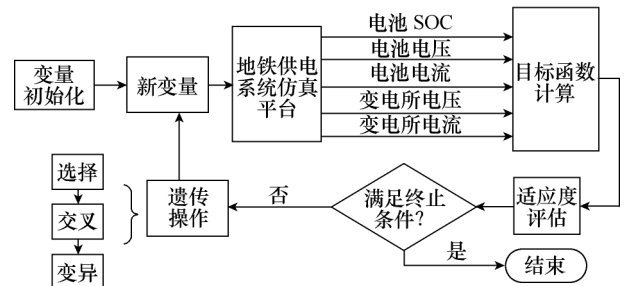 变量
初始化
新变量
地铁供电
系统仿真
平台
电池 SOC
电池电压
电池电流
变电所电压
变电所电流
目标函数
计算
选择
交叉
变异
遗传
操作
否
满足终止
条件?
是
适应度
评估
结束